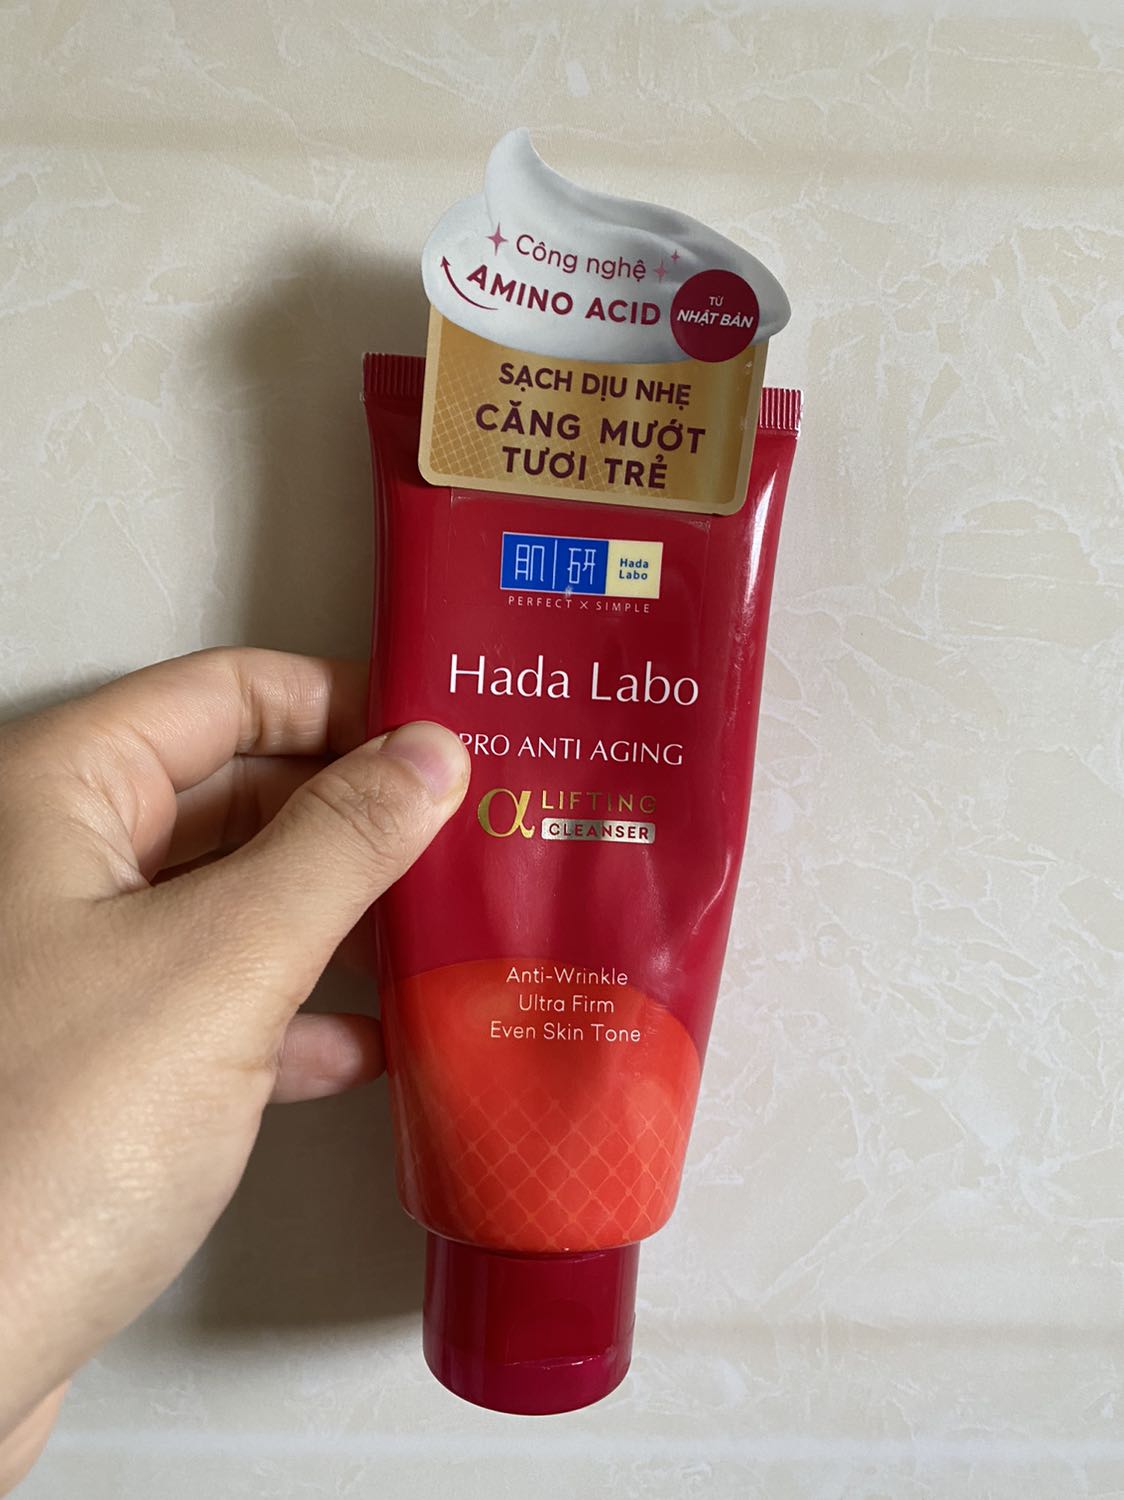 Công nghệ
AMINO ACID
TỪ
NHẬT BẢN
SẠCH DỊU NHẸ
CĂNG MƯỚT
TƯƠI TRẺ
肌研
Hada
Labo
PERFECT X SIMPLE
Hada Labo
PRO ANTI AGING
α LIFTING
CLEANSER
Anti-Wrinkle
Ultra Firm
Even Skin Tone